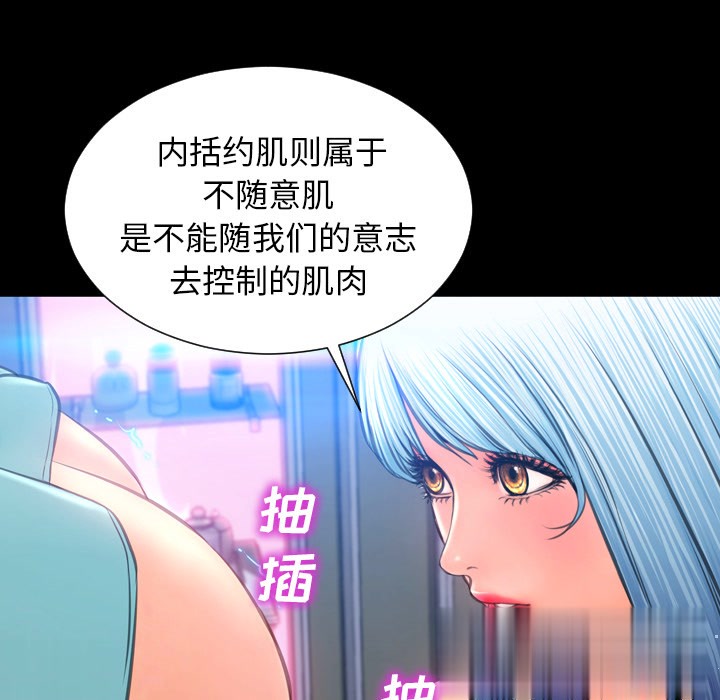 内括约肌则属于
不随意肌
是不能随我们的意志
去控制的肌肉
抽
插
抽